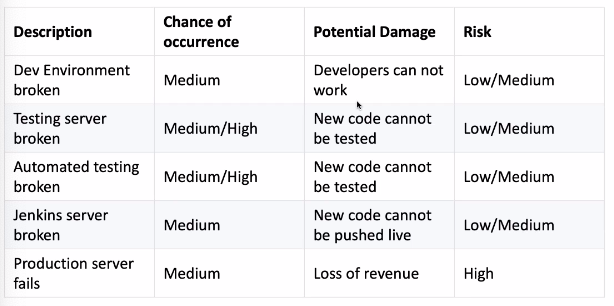 Description
Chance of
occurrence
Potential Damage
Risk
Dev Environment
broken
Medium
Developers can not
work
Low/Medium
Testing server
broken
Medium/High
New code cannot
be tested
Low/Medium
Automated testing
broken
Medium/High
New code cannot
be tested
Low/Medium
Jenkins server
broken
Medium
New code cannot
be pushed live
Low/Medium
Production server
fails
Medium
Loss of revenue
High